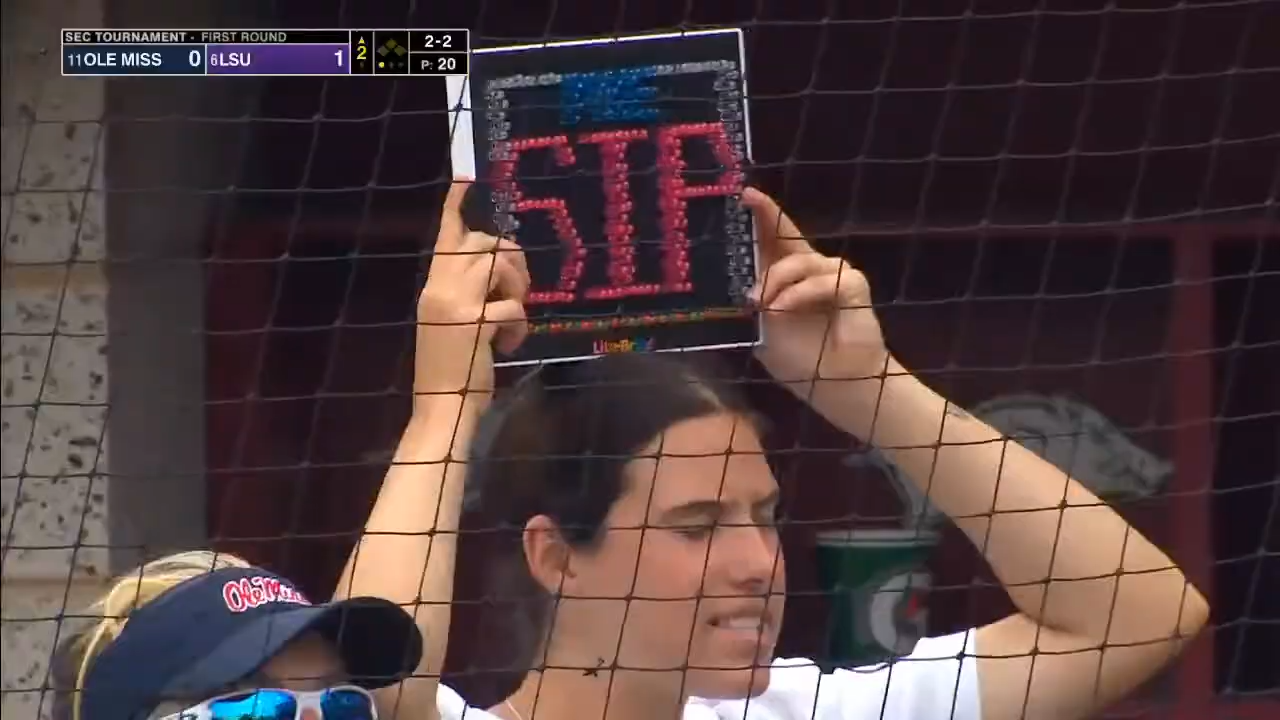 SEC TOURNAMENT - FIRST ROUND
11 OLE MISS 0 6 LSU 1 2 2-2
P: 20
STP
Lite-Brite
Ole Miss
G